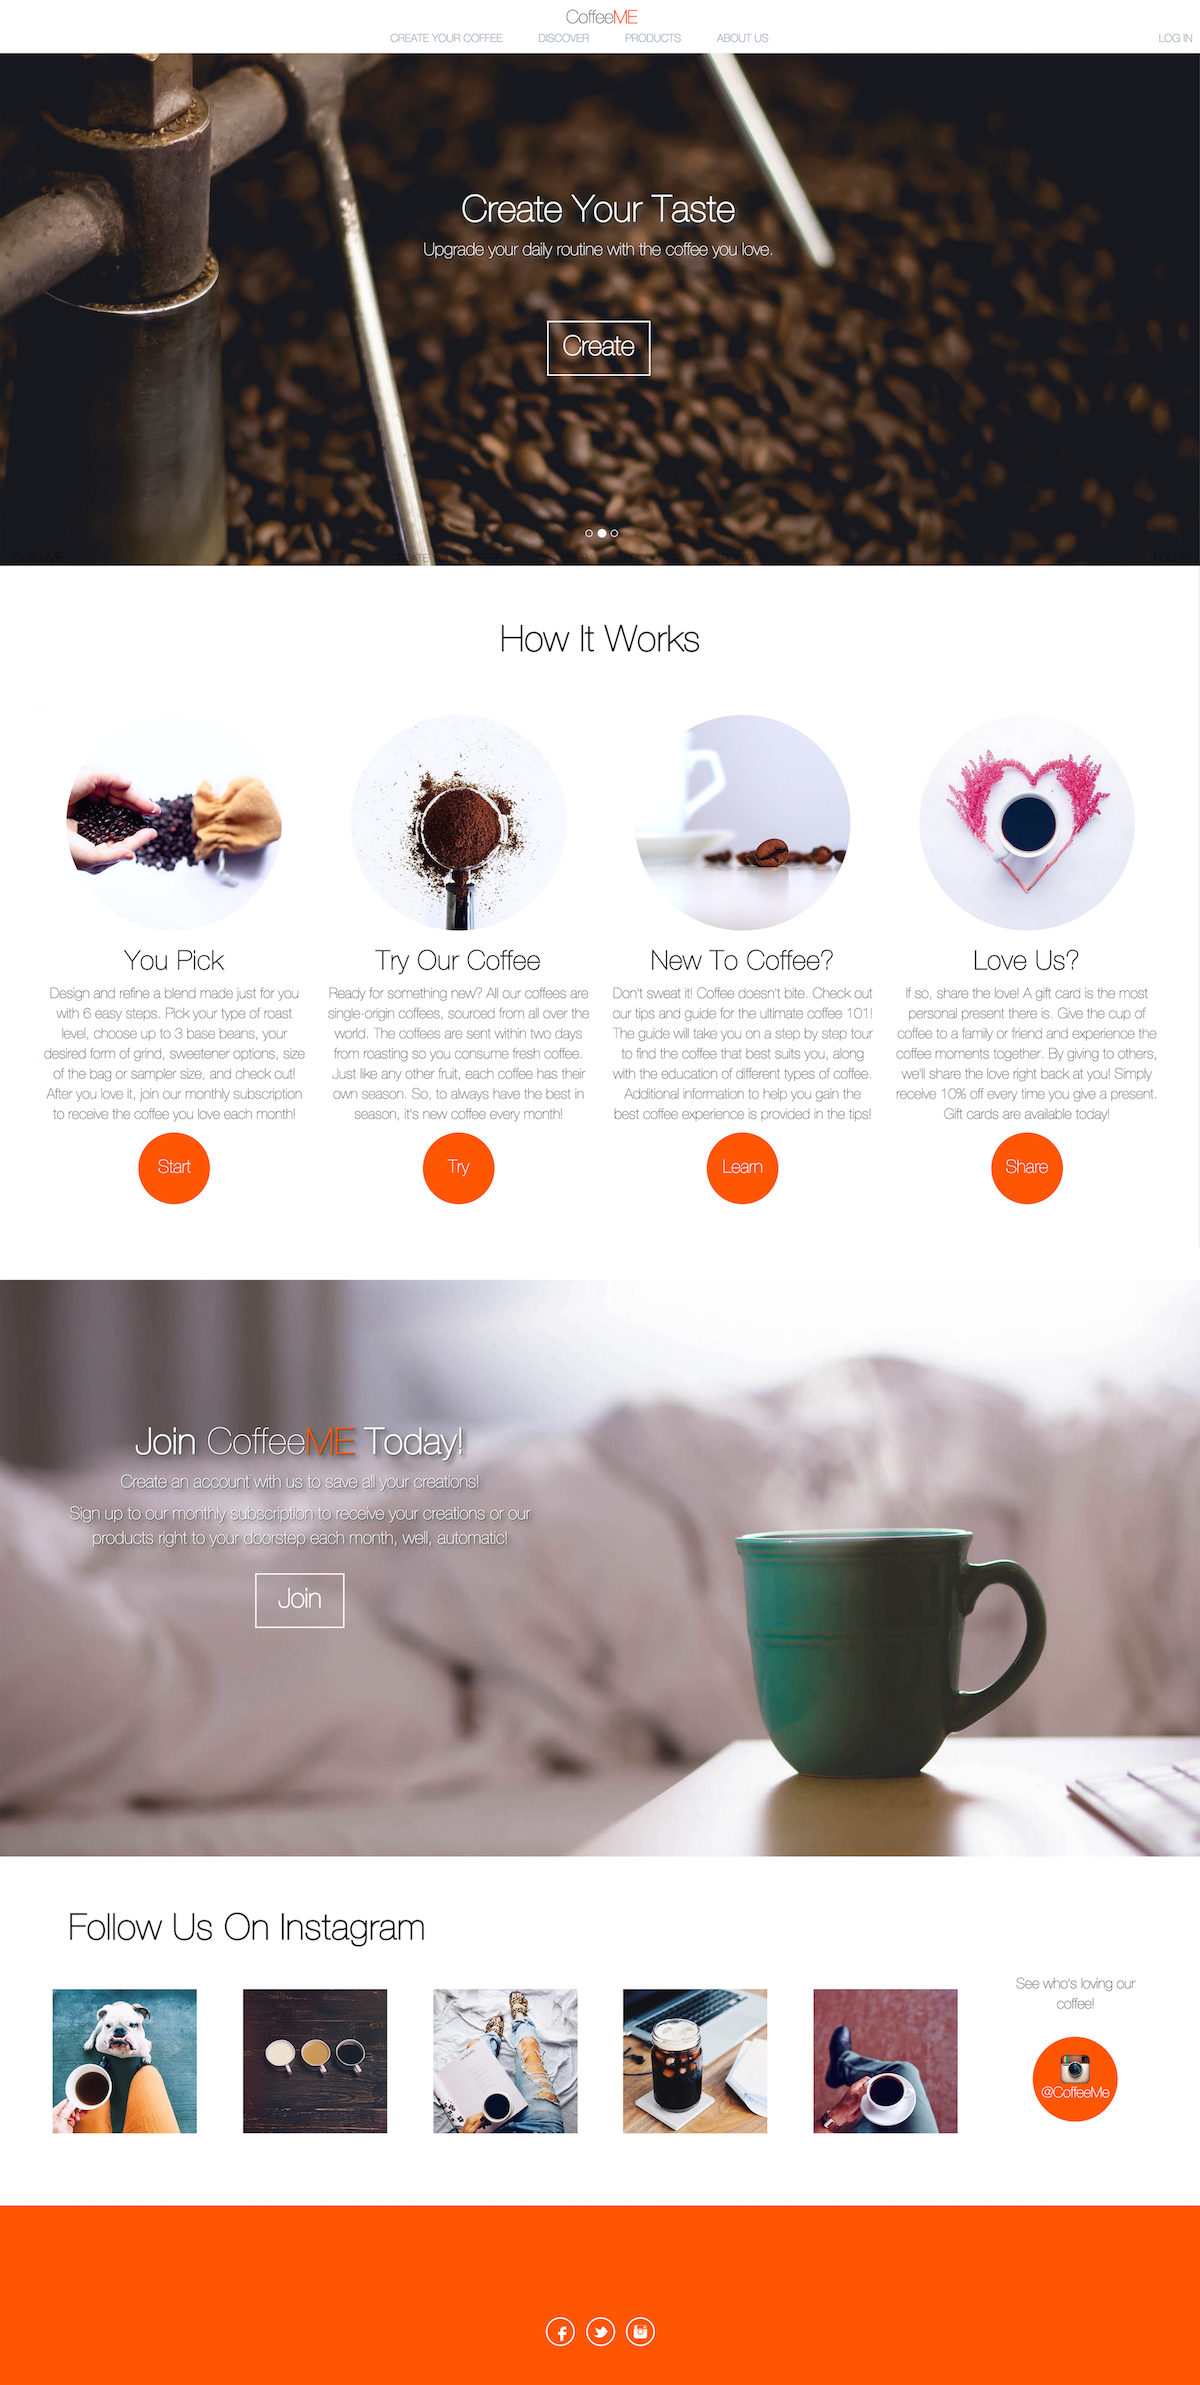 CoffeeME
CREATE YOUR COFFEE DISCOVER PRODUCTS ABOUT US LOG IN
Create Your Taste
Upgrade your daily routine with the coffee you love.
Create
How It Works
You Pick
Design and refine a blend made just for you
with 6 easy steps. Pick your type of roast
level, choose up to 3 base beans, your
desired form of grind, sweetener options, size
of the bag or sampler size, and check out!
After you love it, join our monthly subscription
to receive the coffee you love each month!
Start
Try Our Coffee
Ready for something new? All our coffees are
single-origin coffees, sourced from all over the
world. The coffees are sent within two days
from roasting so you consume fresh coffee.
Just like any other fruit, each coffee has their
own season. So, to always have the best in
season, it's new coffee every month!
Try
New To Coffee?
Don't sweat it! Coffee doesn't bite. Check out
our tips and guide for the ultimate coffee 101!
The guide will take you on a step by step tour
to find the coffee that best suits you, along
with the education of different types of coffee.
Additional information to help you gain the
best coffee experience is provided in the tips!
Learn
Love Us?
If so, share the love! A gift card is the most
personal present there is. Give the cup of
coffee to a family or friend and experience the
coffee moments together. By giving to others,
we'll share the love right back at you! Simply
receive 10% off every time you give a present.
Gift cards are available today!
Share
Join CoffeeME Today!
Create an account with us to save all your creations!
Sign up to our monthly subscription to receive your creations or our
products right to your doorstep each month, well, automatic!
Join
Follow Us On Instagram
See who's loving our
coffee!
@CoffeeMe